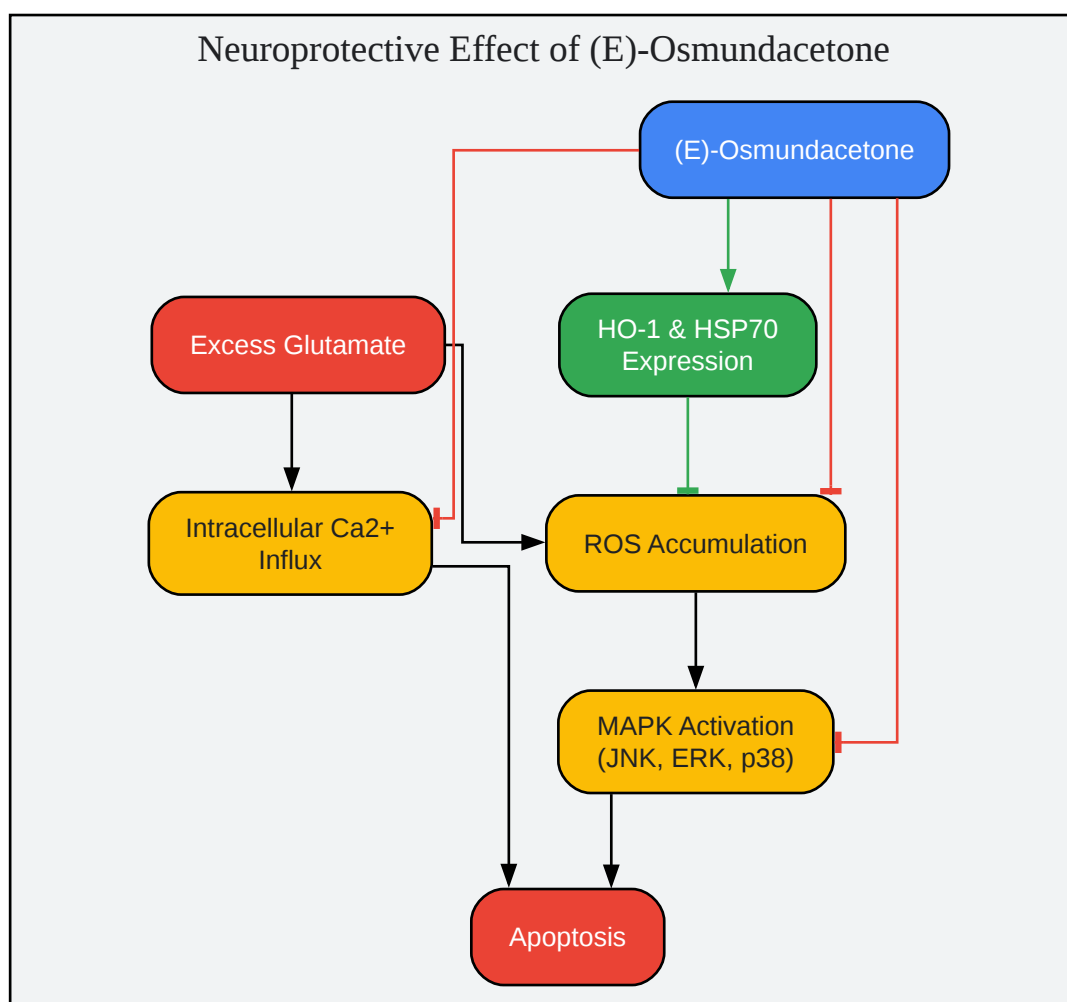 Neuroprotective Effect of (E)-Osmundacetone
(E)-Osmundacetone
HO-1 & HSP70
Expression
Excess Glutamate
Intracellular Ca2+
Influx
ROS Accumulation
MAPK Activation
(JNK, ERK, p38)
Apoptosis